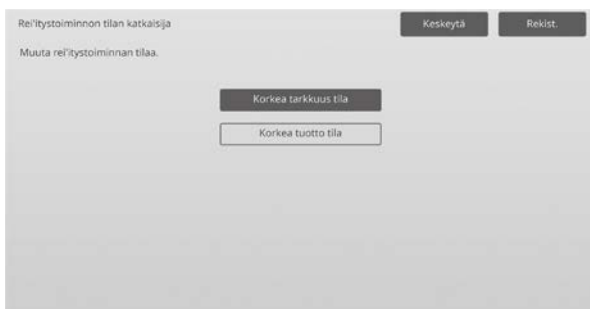 Rei'itystoiminnon tilan katkaisija
Keskeytä
Rekist.
Muuta rei'itystoiminnan tilaa.
Korkea tarkkuus tila
Korkea tuotto tila